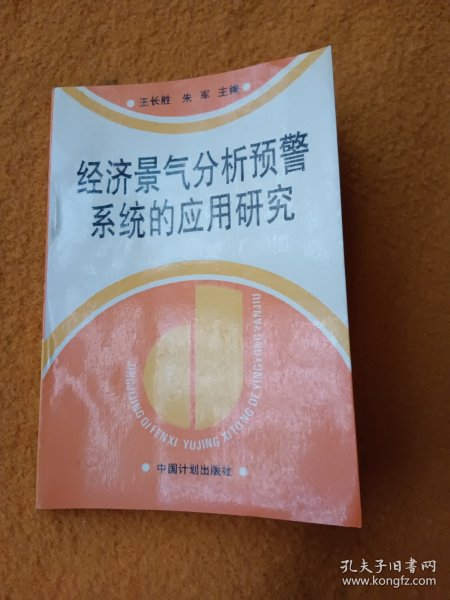 王长胜 朱 军 主编
经济景气分析预警
系统的应用研究
JINGJIJING·QI FENXI YUJING XITONG DE YINGYONG YANJIU
中国计划出版社
孔夫子旧书网
www.kongfz.com